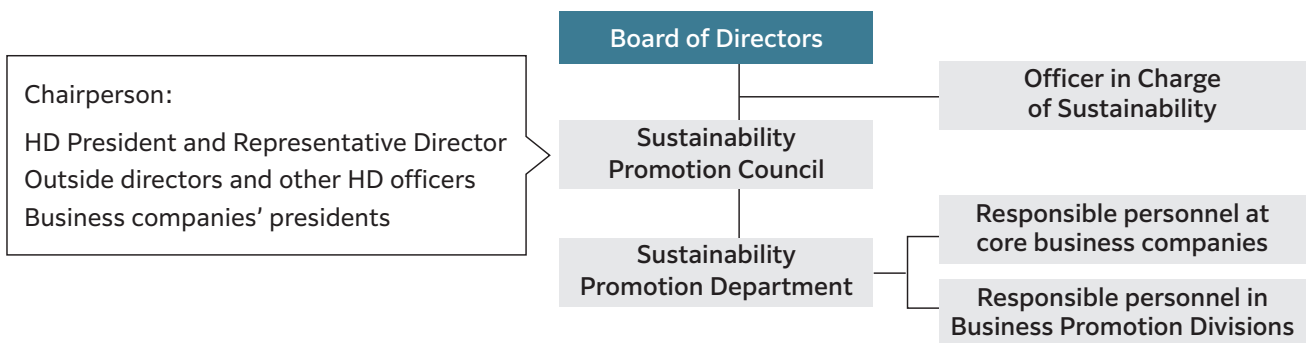 Board of Directors
Officer in Charge
of Sustainability
Chairperson:
HD President and Representative Director
Outside directors and other HD officers
Business companies’ presidents
Sustainability
Promotion Council
Sustainability
Promotion Department
Responsible personnel at
core business companies
Responsible personnel in
Business Promotion Divisions